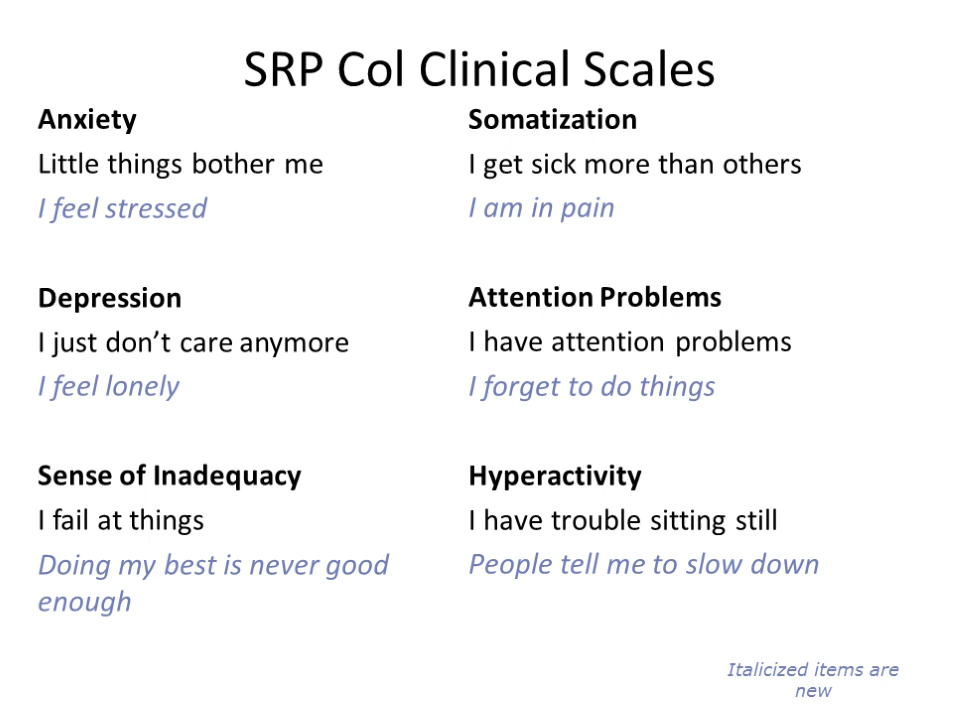 SRP Col Clinical Scales
Anxiety
Little things bother me
I feel stressed
Depression
I just don’t care anymore
I feel lonely
Sense of Inadequacy
I fail at things
Doing my best is never good
enough
Somatization
I get sick more than others
I am in pain
Attention Problems
I have attention problems
I forget to do things
Hyperactivity
I have trouble sitting still
People tell me to slow down
Italicized items are
new